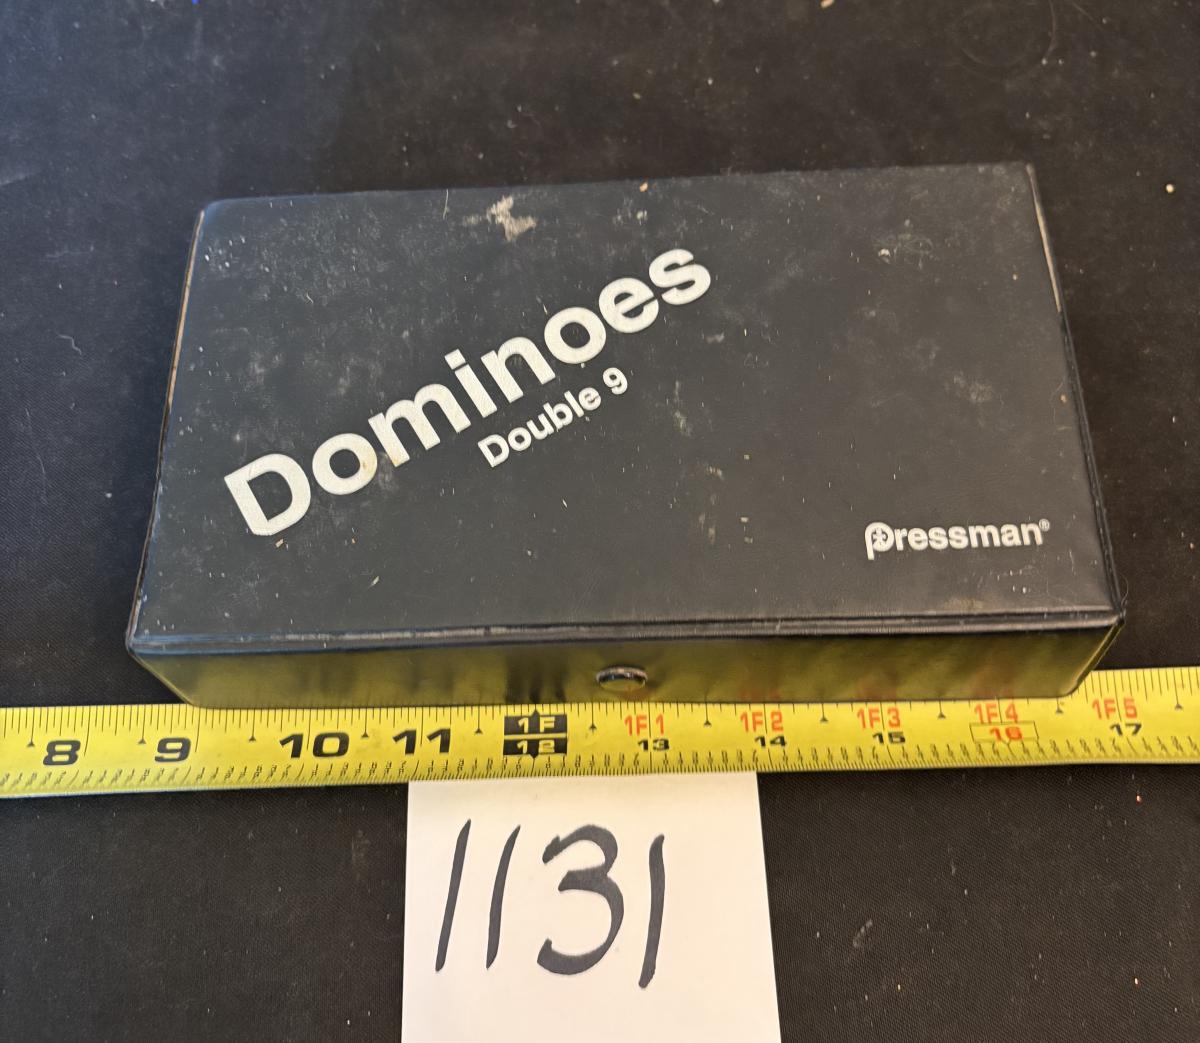 Dominoes
Double 9
Pressman®
8 9 10 11 1F 1F1 1F2 1F3 1F4 1F5
12 13 14 15 16 17
1131